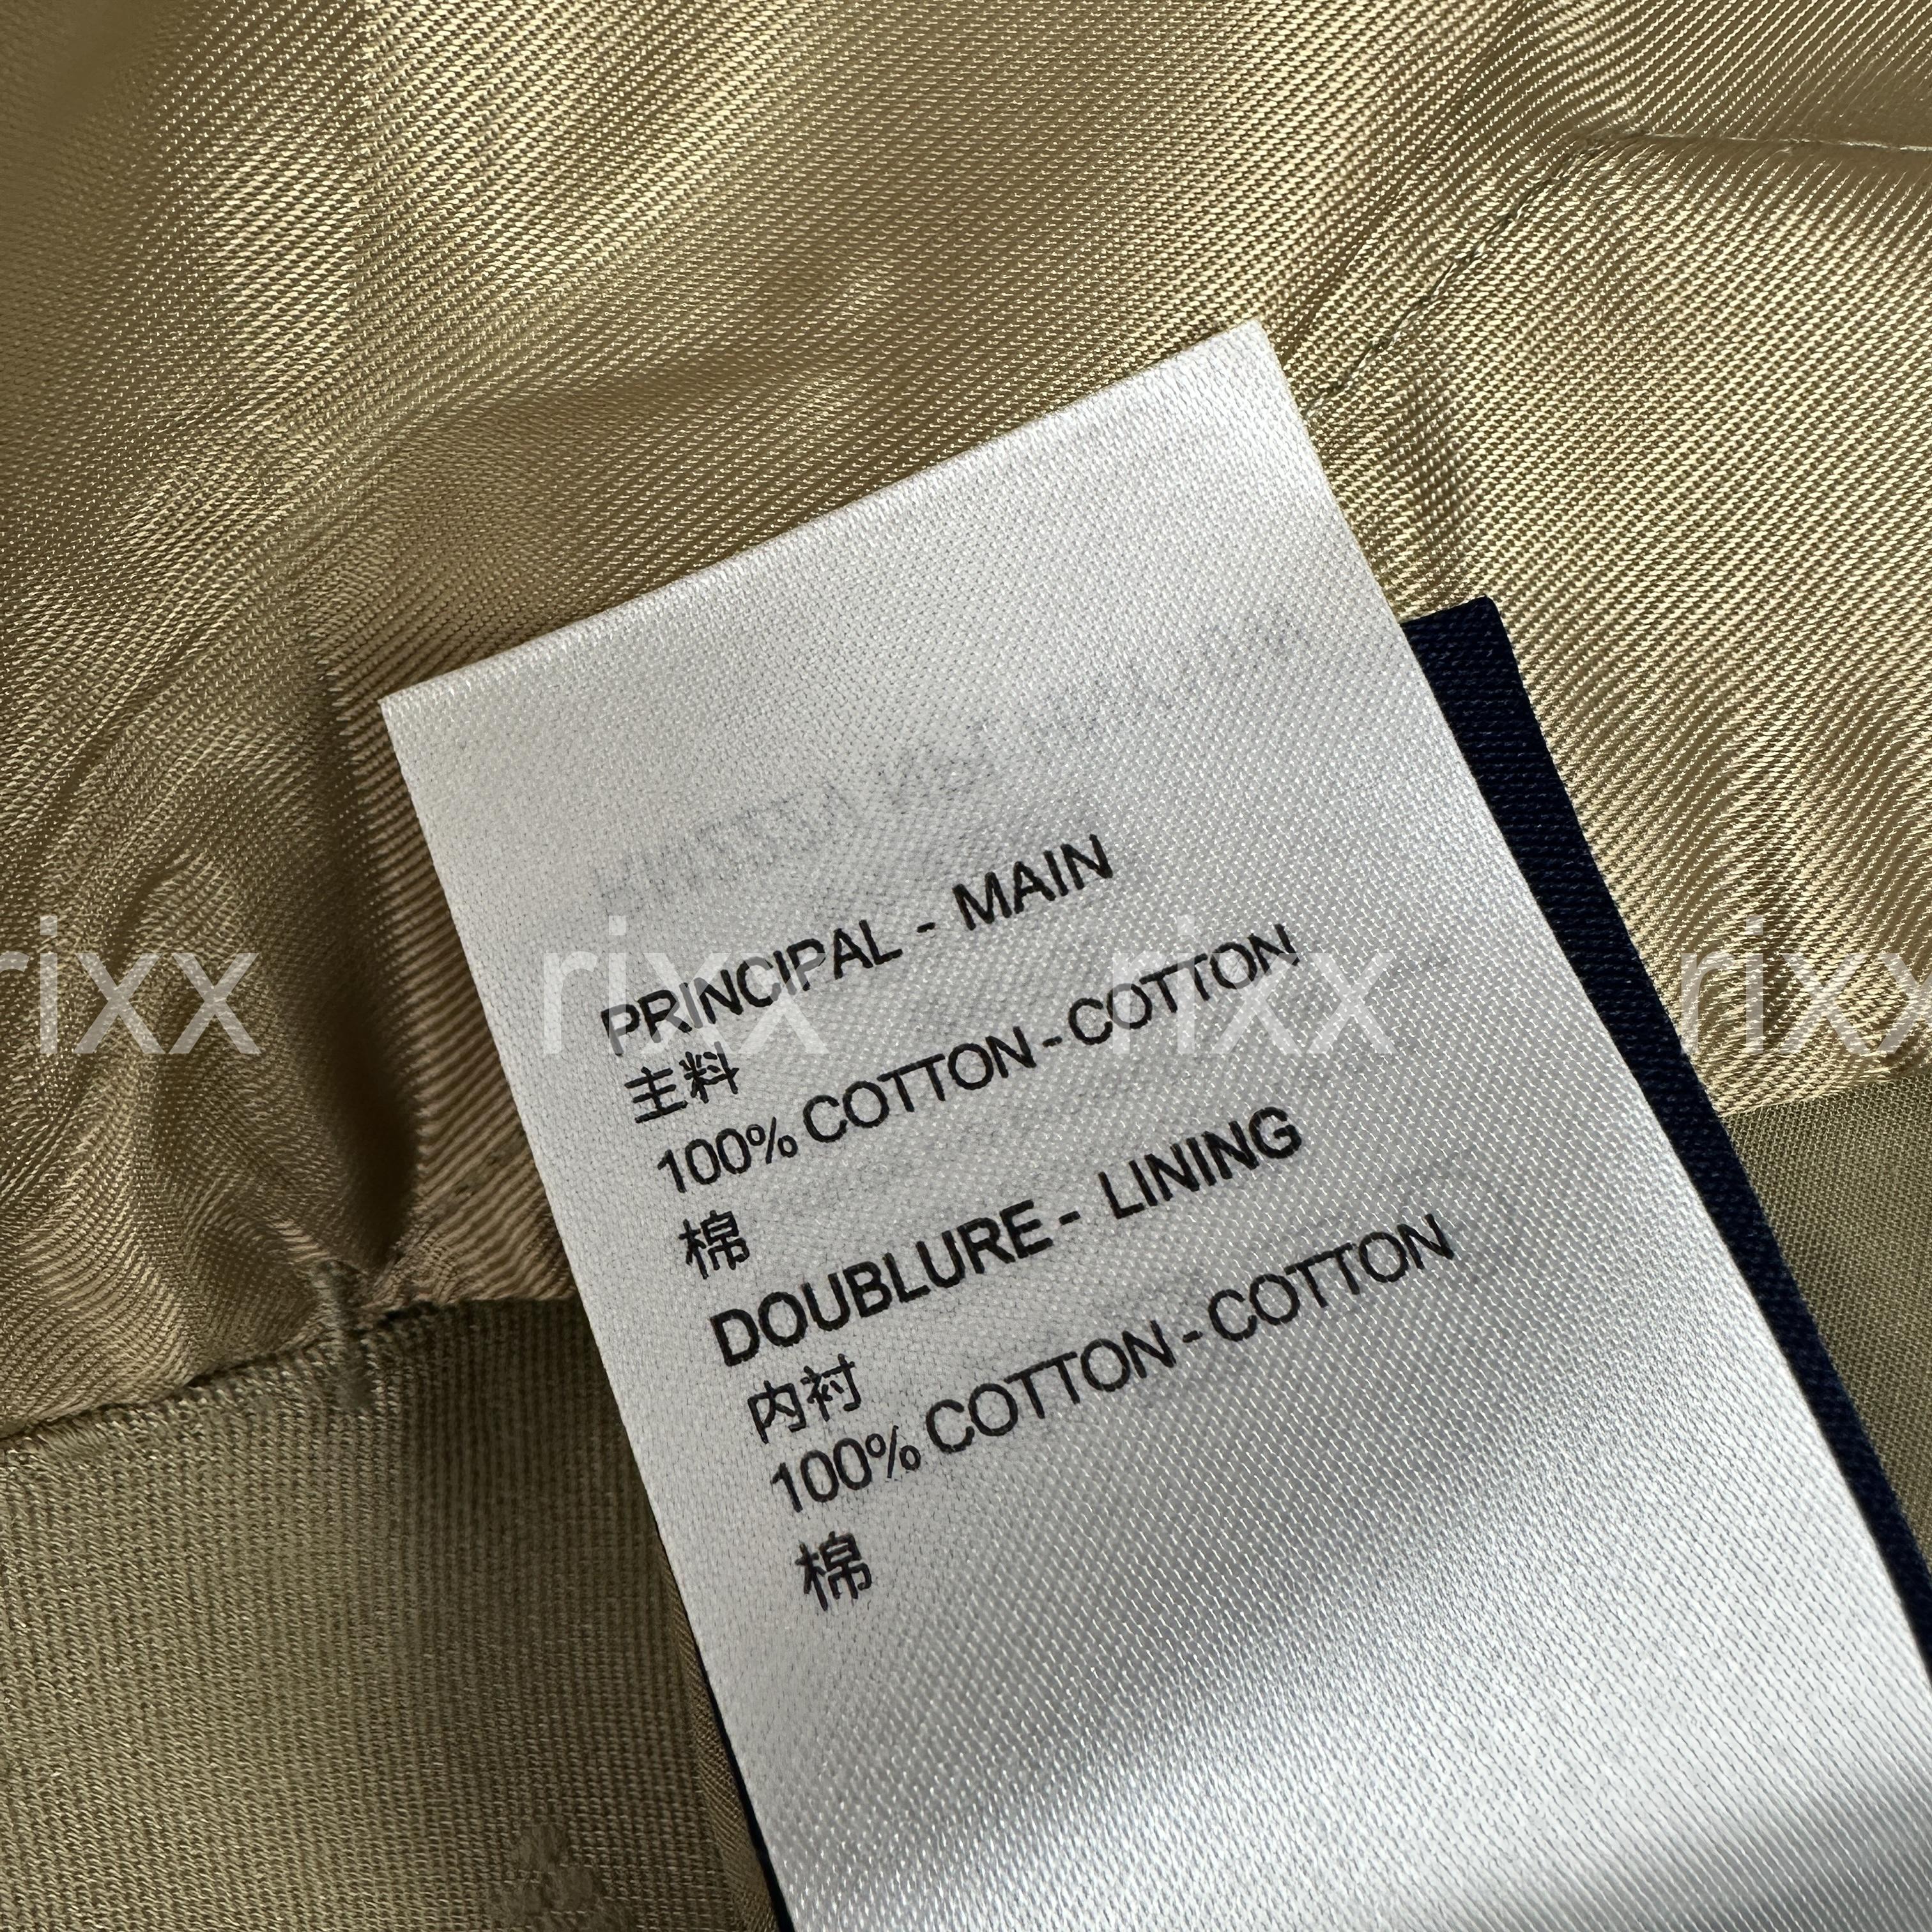 PRINCIPAL - MAIN
主料
100% COTTON - COTTON
棉
DOUBLURE - LINING
内衬
100% COTTON - COTTON
棉
rixx rixx rixx rixx